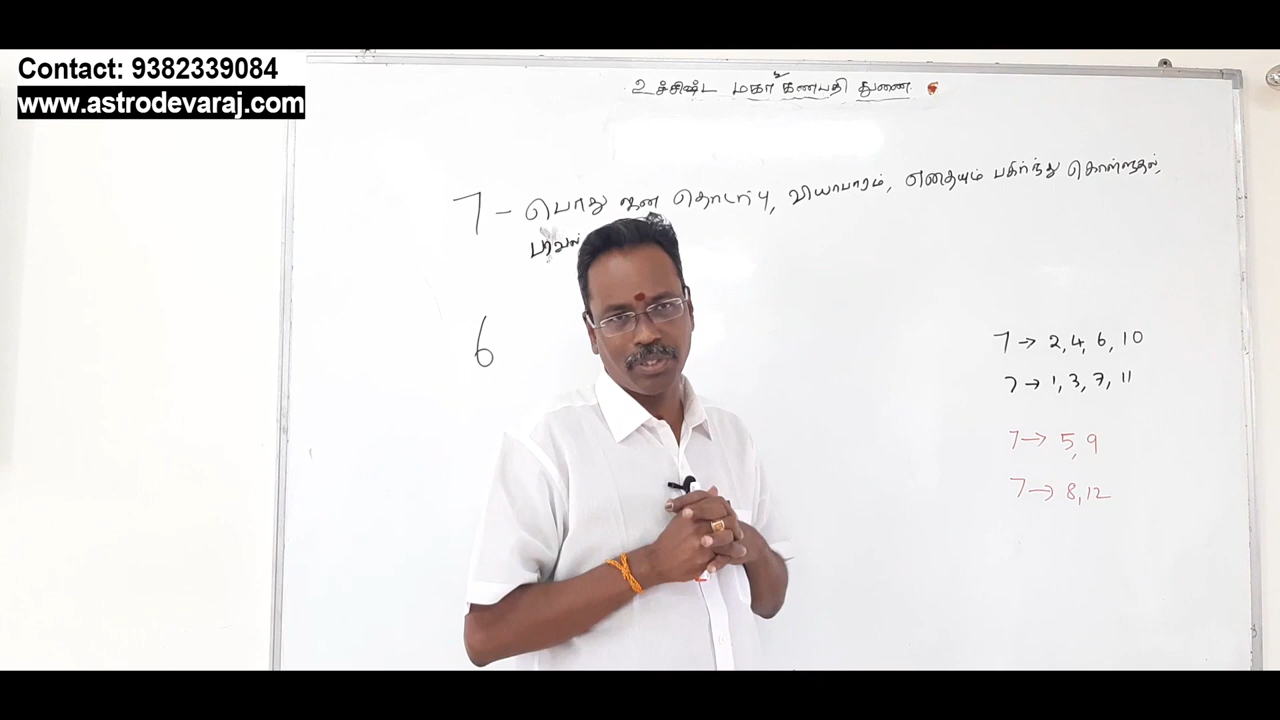 Contact: 9382339084
www.astrodevaraj.com
உச்சிஷ்ட மகா கணபதி துணை
7 - பொது ஜன தொடர்பு, வியாபாரம், எதையும் பகிர்ந்து கொள்ளுதல்,
6
7 → 2, 4, 6, 10
7 → 1, 3, 7, 11
7 → 5, 9
7 → 8, 12